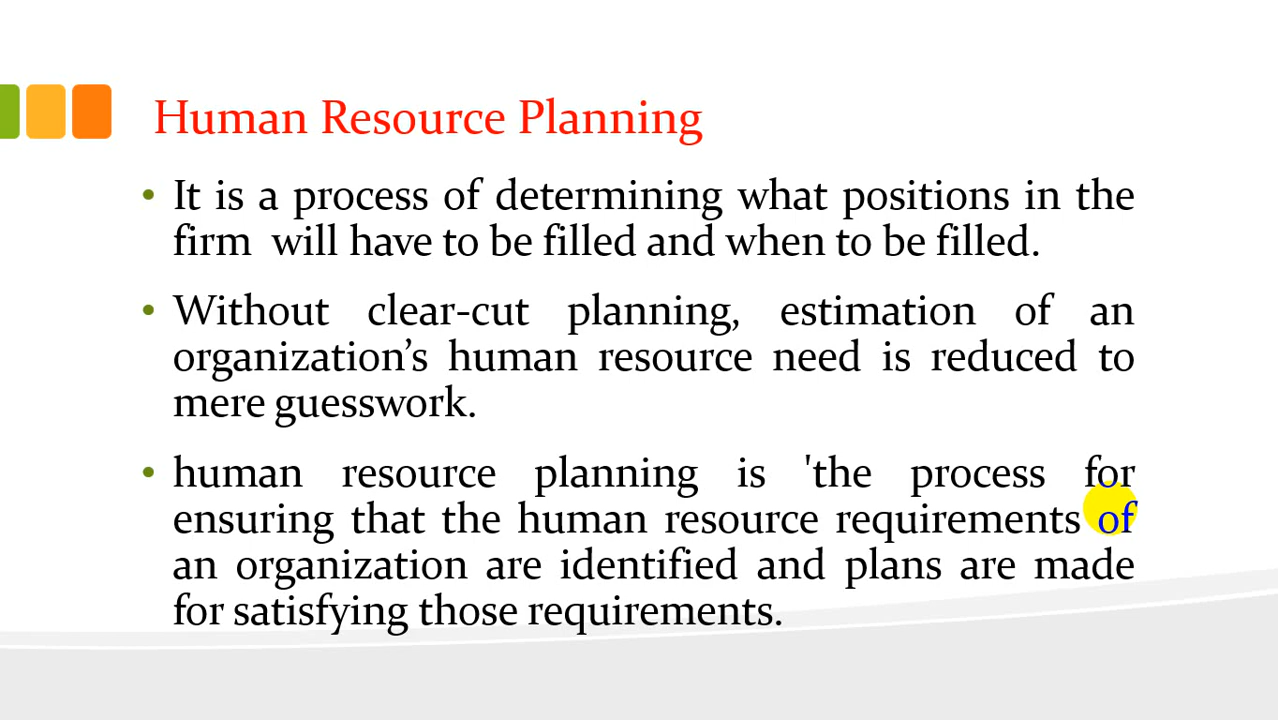 Human Resource Planning
• It is a process of determining what positions in the
firm will have to be filled and when to be filled.
• Without clear-cut planning, estimation of an
organization’s human resource need is reduced to
mere guesswork.
• human resource planning is 'the process for
ensuring that the human resource requirements of
an organization are identified and plans are made
for satisfying those requirements.